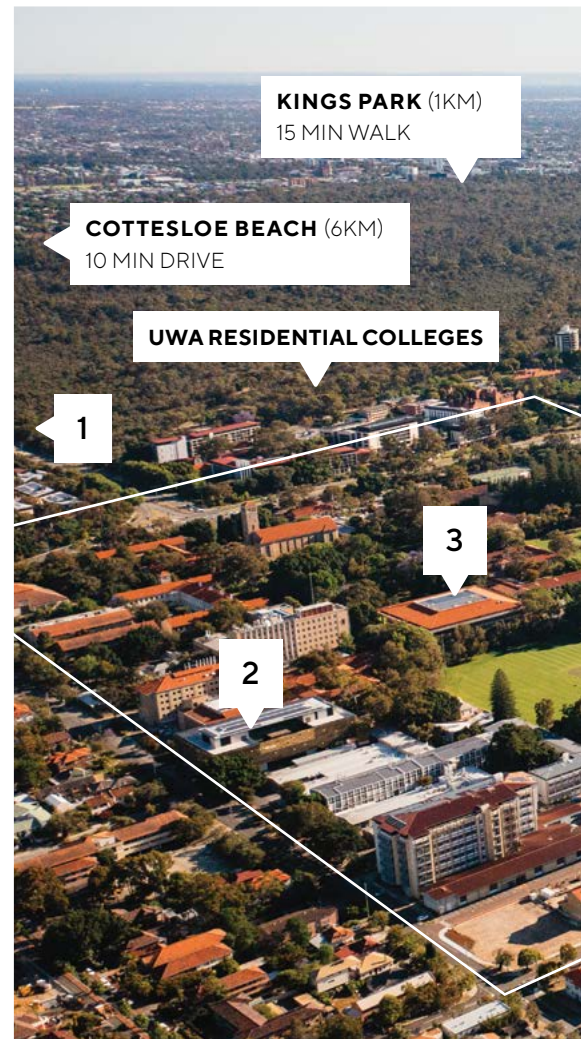 KINGS PARK (1KM)
15 MIN WALK
COTTESLOE BEACH (6KM)
10 MIN DRIVE
UWA RESIDENTIAL COLLEGES
1
3
2